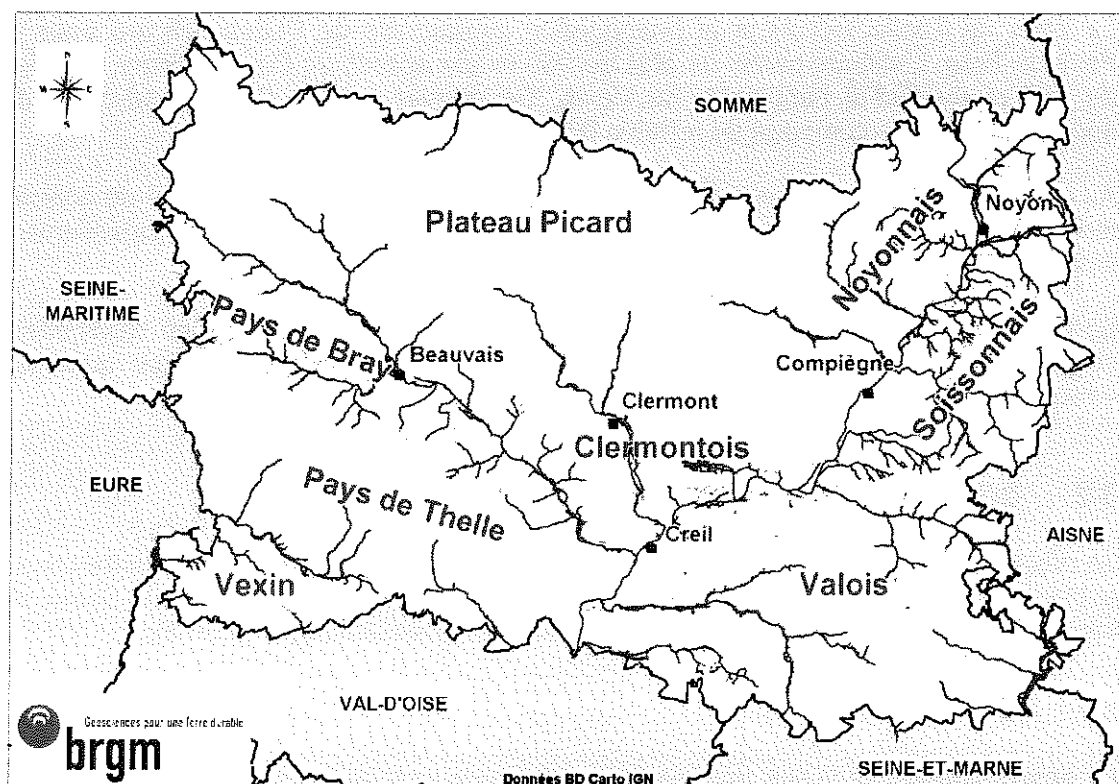 N
W E
S
SOMME
Plateau Picard
Noyonnais
Noyon
SEINE-
MARITIME
Pays de Bray
Beauvais
Compiègne
Soissonnais
Clermont
Clermontois
EURE
Pays de Thelle
Creil
AISNE
Vexin
Valois
VAL-D'OISE
Géosciences pour une Terre durable
brgm
Données BD Carto IGN
SEINE-ET-MARNE